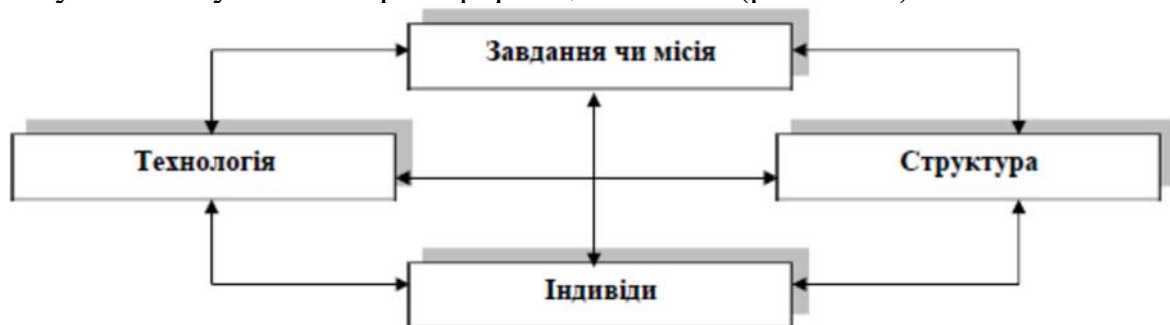 Завдання чи місія
Технологія
Структура
Індивіди